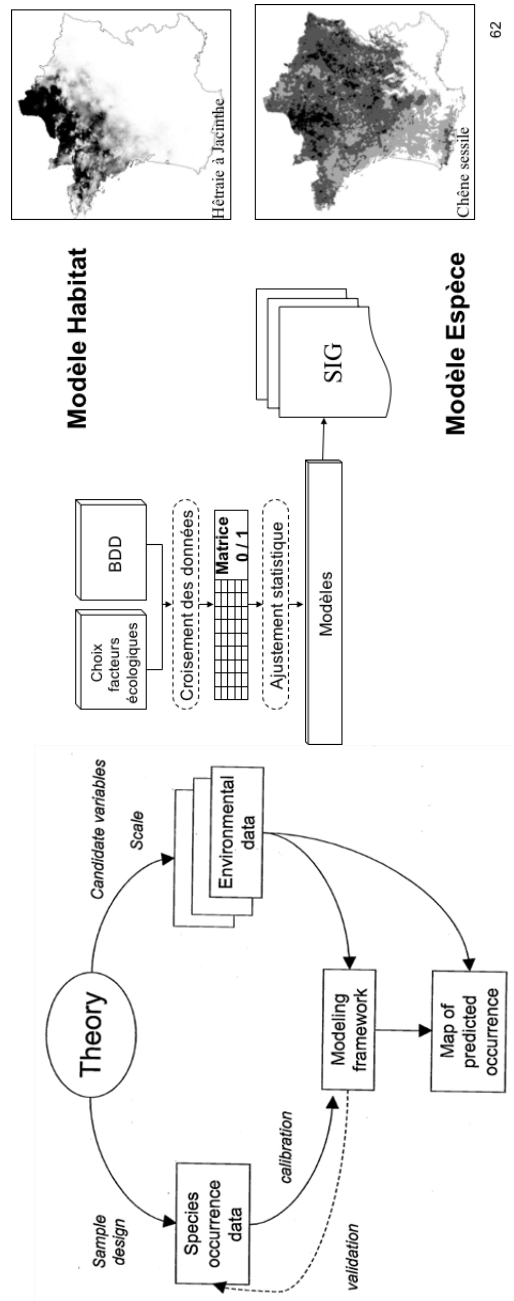 Theory
Sample
design
Candidate variables
Scale
Species
occurrence
data
Environmental
data
calibration
validation
Modeling
framework
Map of
predicted
occurrence
Choix
facteurs
écologiques
BDD
Croisement des données
Matrice
0 / 1
Ajustement statistique
Modèles
SIG
Modèle Habitat
Modèle Espèce
Hêtraie à Jacinthe
Chêne sessile
62